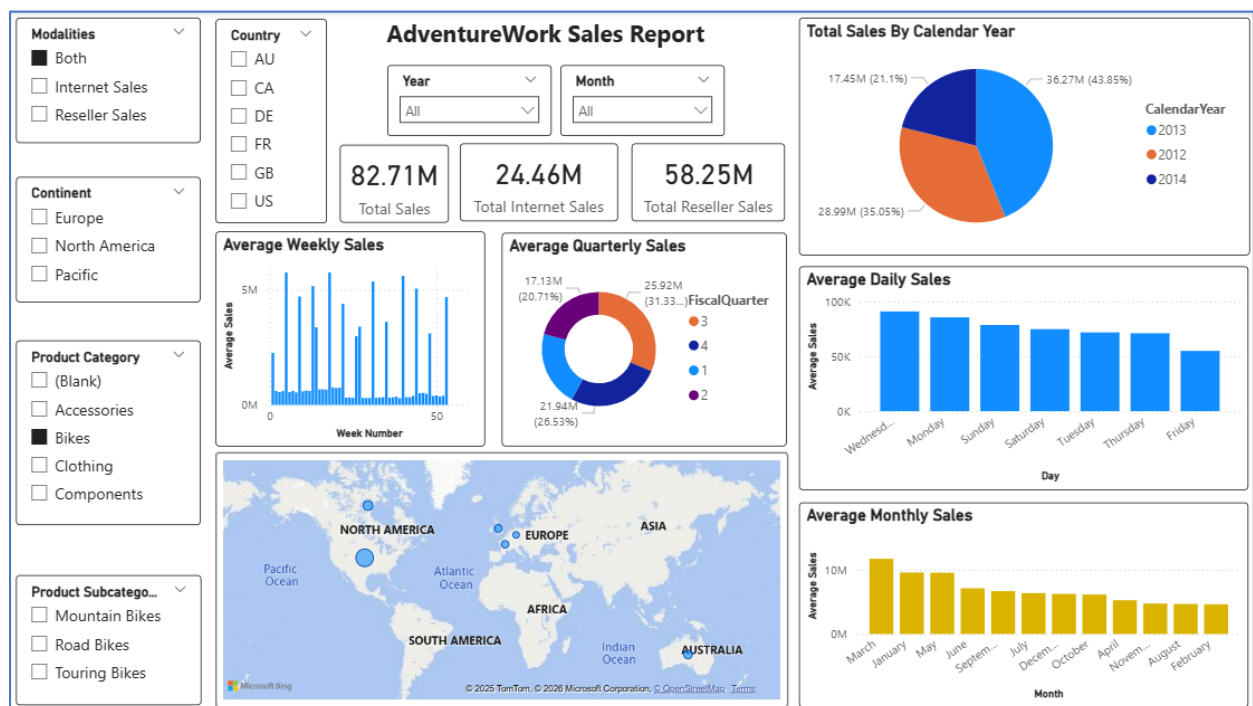 Modalities
Both
Internet Sales
Reseller Sales
Continent
Europe
North America
Pacific
Product Category
(Blank)
Accessories
Bikes
Clothing
Components
Product Subcatego...
Mountain Bikes
Road Bikes
Touring Bikes
Country
AU
CA
DE
FR
GB
US
AdventureWork Sales Report
Year
All
Month
All
82.71M
Total Sales
24.46M
Total Internet Sales
58.25M
Total Reseller Sales
Average Weekly Sales
Average Sales
5M
0M
0
50
Week Number
Average Quarterly Sales
17.13M
(20.71%)
25.92M
(31.33...)
21.94M
(26.53%)
FiscalQuarter
3
4
1
2
NORTH AMERICA
EUROPE
ASIA
Pacific
Ocean
Atlantic
Ocean
AFRICA
SOUTH AMERICA
Indian
Ocean
AUSTRALIA
Microsoft Bing
© 2025 TomTom, © 2026 Microsoft Corporation, © OpenStreetMap Terms
Total Sales By Calendar Year
17.45M (21.1%)
36.27M (43.85%)
28.99M (35.05%)
CalendarYear
2013
2012
2014
Average Daily Sales
Average Sales
100K
50K
0K
Wednesd...
Monday
Sunday
Saturday
Tuesday
Thursday
Friday
Day
Average Monthly Sales
Average Sales
10M
0M
March
January
May
June
Septem...
July
Decem...
October
April
Novem...
August
February
Month